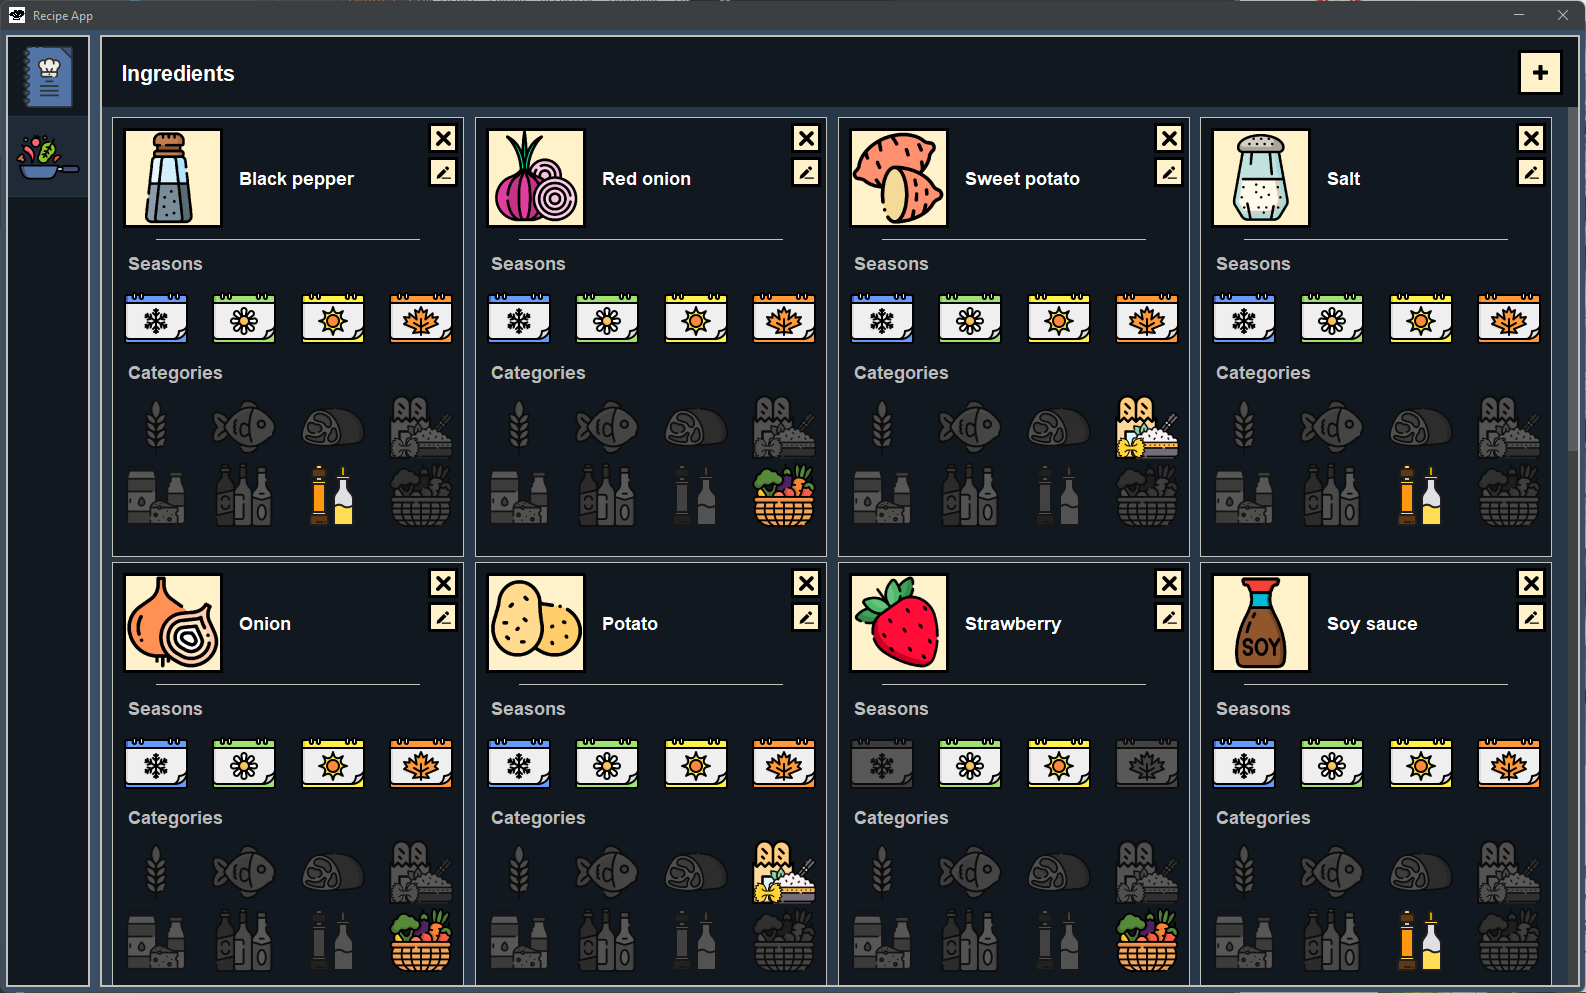 Recipe App
Ingredients
Black pepper
Red onion
Sweet potato
Salt
Seasons
Seasons
Seasons
Seasons
Categories
Categories
Categories
Categories
Onion
Potato
Strawberry
Soy sauce
SOY
Seasons
Seasons
Seasons
Seasons
Categories
Categories
Categories
Categories